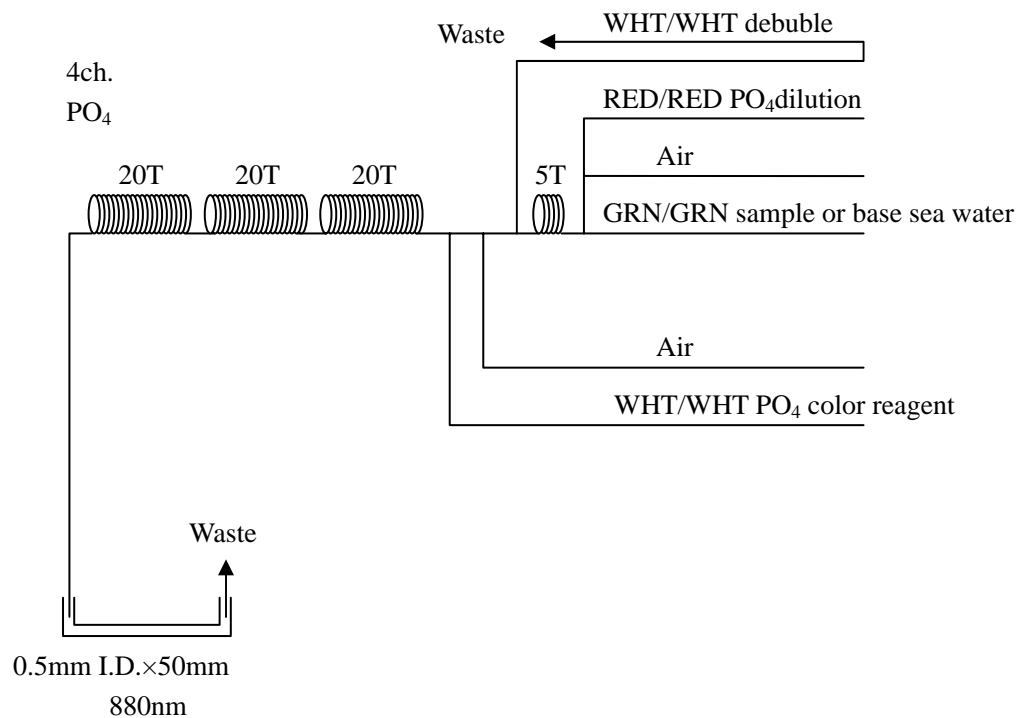 Waste
WHT/WHT debuble
4ch.
PO₄
RED/RED PO₄dilution
20T
20T
20T
5T
Air
GRN/GRN sample or base sea water
Air
WHT/WHT PO₄ color reagent
Waste
0.5mm I.D.×50mm
880nm